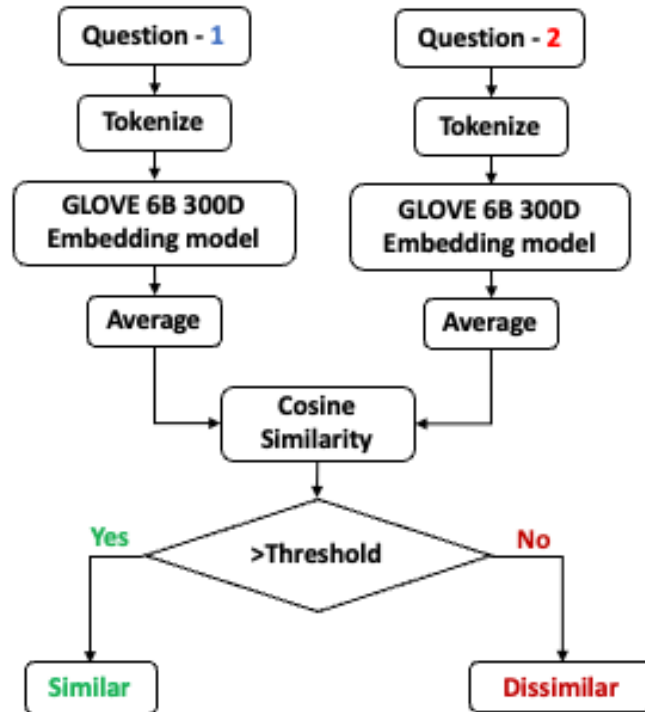 Question - 1
Question - 2
Tokenize
Tokenize
GLOVE 6B 300D
Embedding model
GLOVE 6B 300D
Embedding model
Average
Average
Cosine
Similarity
>Threshold
Yes
No
Similar
Dissimilar